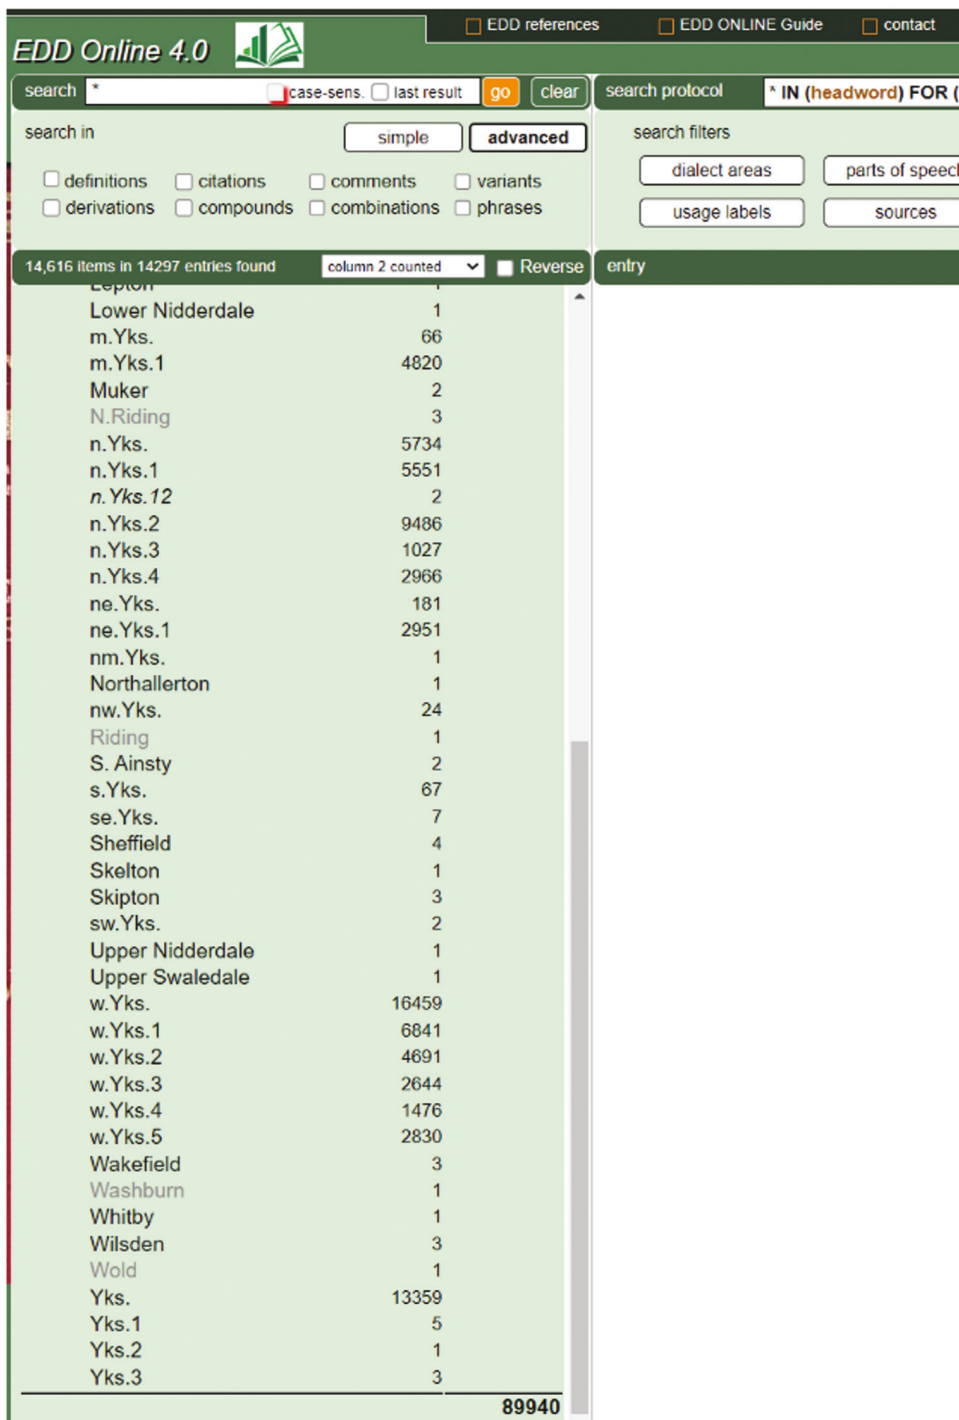 EDD references EDD ONLINE Guide contact
EDD Online 4.0
search * case-sens. last result go clear
search protocol * IN (headword) FOR (
search in simple advanced
search filters
definitions citations comments variants
derivations compounds combinations phrases
dialect areas parts of speech
usage labels sources
14,616 items in 14297 entries found column 2 counted Reverse
entry
Lepton 1
Lower Nidderdale 1
m.Yks. 66
m.Yks.1 4820
Muker 2
N.Riding 3
n.Yks. 5734
n.Yks.1 5551
n.Yks.12 2
n.Yks.2 9486
n.Yks.3 1027
n.Yks.4 2966
ne.Yks. 181
ne.Yks.1 2951
nm.Yks. 1
Northallerton 1
nw.Yks. 24
Riding 1
S. Ainsty 2
s.Yks. 67
se.Yks. 7
Sheffield 4
Skelton 1
Skipton 3
sw.Yks. 2
Upper Nidderdale 1
Upper Swaledale 1
w.Yks. 16459
w.Yks.1 6841
w.Yks.2 4691
w.Yks.3 2644
w.Yks.4 1476
w.Yks.5 2830
Wakefield 3
Washburn 1
Whitby 1
Wilsden 3
Wold 1
Yks. 13359
Yks.1 5
Yks.2 1
Yks.3 3
89940